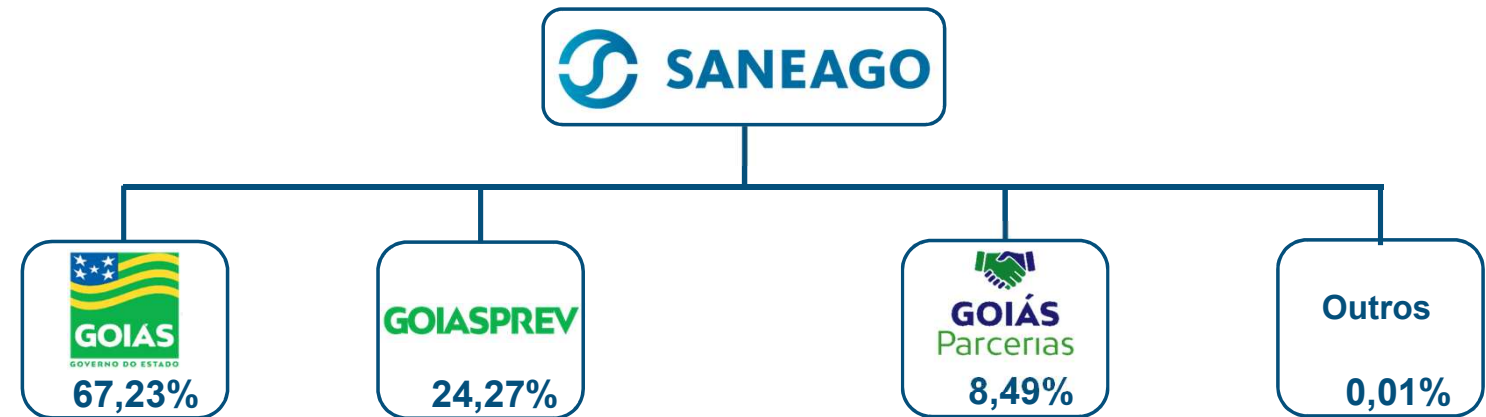 SANEAGO
GOIÁS
GOVERNO DO ESTADO
67,23%
GOIASPREV
24,27%
GOIÁS
Parcerias
8,49%
Outros
0,01%